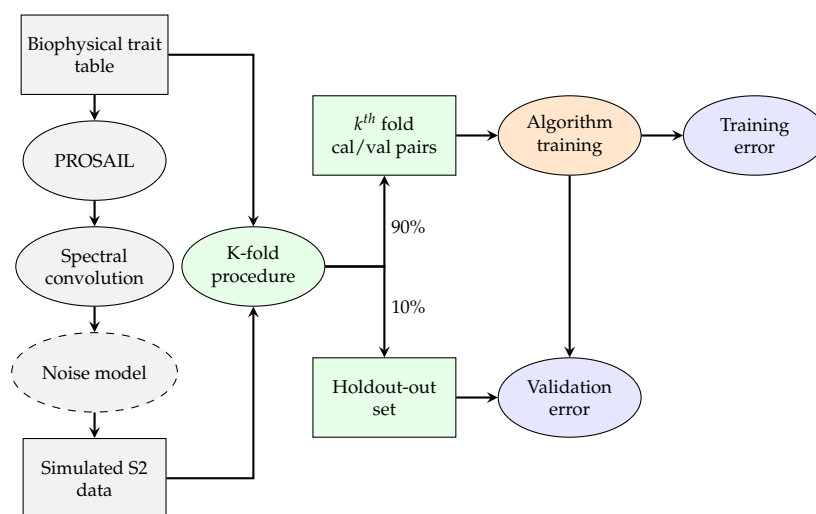 Biophysical trait
table
PROSAIL
Spectral
convolution
Noise model
Simulated S2
data
K-fold
procedure
k^{th} fold
cal/val pairs
90%
10%
Holdout-out
set
Algorithm
training
Validation
error
Training
error